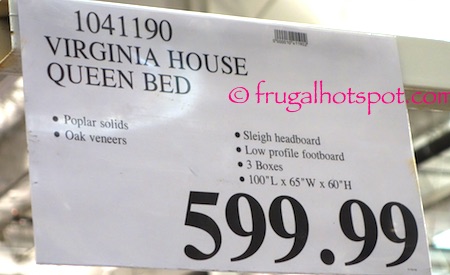 1041190
VIRGINIA HOUSE
QUEEN BED
© frugalhotspot.com
• Poplar solids
• Oak veneers
• Sleigh headboard
• Low profile footboard
• 3 Boxes
• 100"L x 65"W x 60"H
599.99